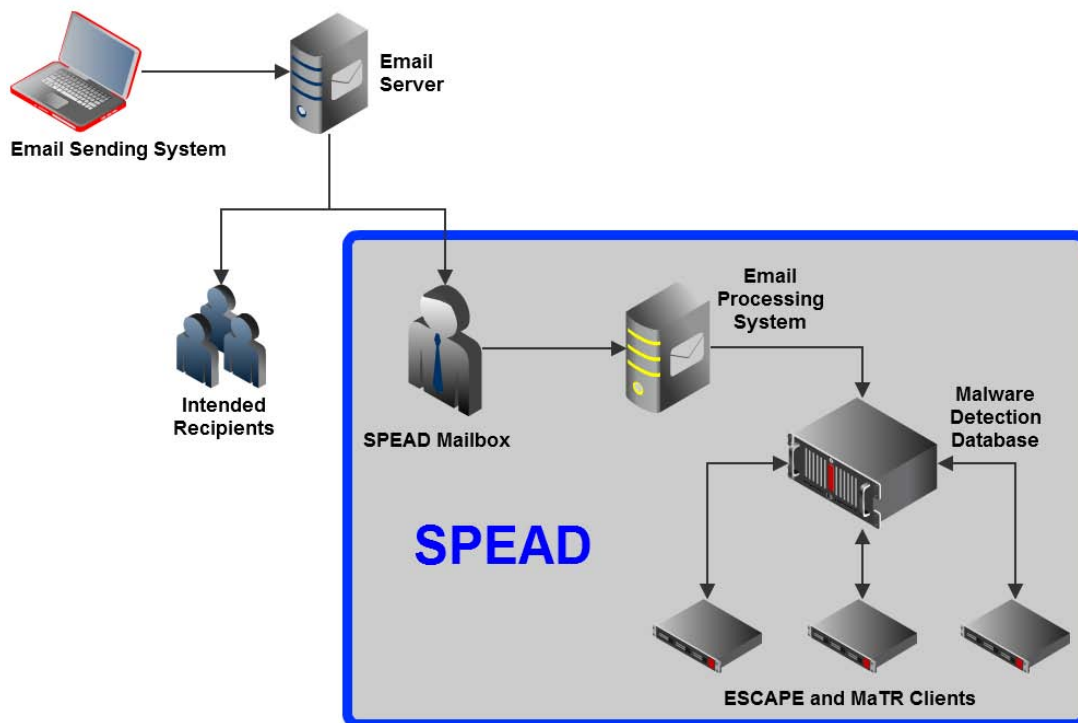 Email
Server
Email Sending System
Email
Processing
System
Intended
Recipients
SPEAD Mailbox
Malware
Detection
Database
SPEAD
ESCAPE and MaTR Clients